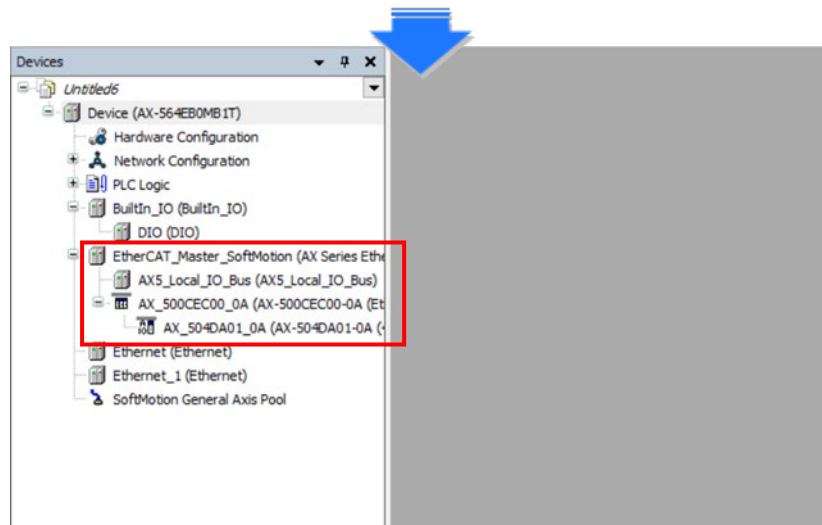 Devices
Untitled6
Device (AX-564EB0MB1T)
Hardware Configuration
Network Configuration
PLC Logic
BuiltIn_IO (BuiltIn_IO)
DIO (DIO)
EtherCAT_Master_SoftMotion (AX Series Ethe
AX5_Local_IO_Bus (AX5_Local_IO_Bus)
AX_500CEC00_0A (AX-500CEC00-0A (Et
AX_504DA01_0A (AX-504DA01-0A (
Ethernet (Ethernet)
Ethernet_1 (Ethernet)
SoftMotion General Axis Pool